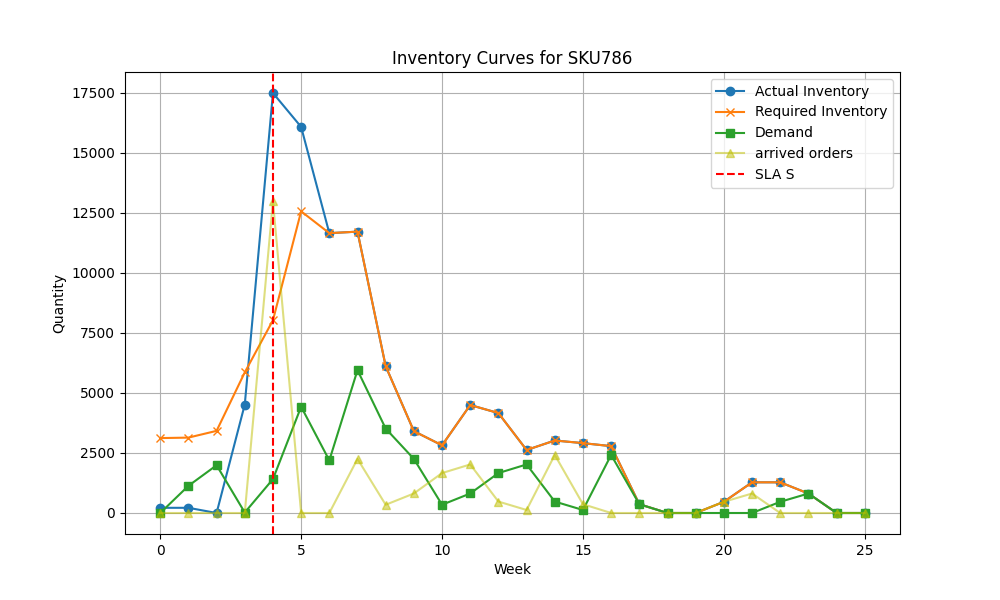 Inventory Curves for SKU786
Actual Inventory
Required Inventory
Demand
arrived orders
SLA S
Quantity
17500
15000
12500
10000
7500
5000
2500
0
0 5 10 15 20 25
Week